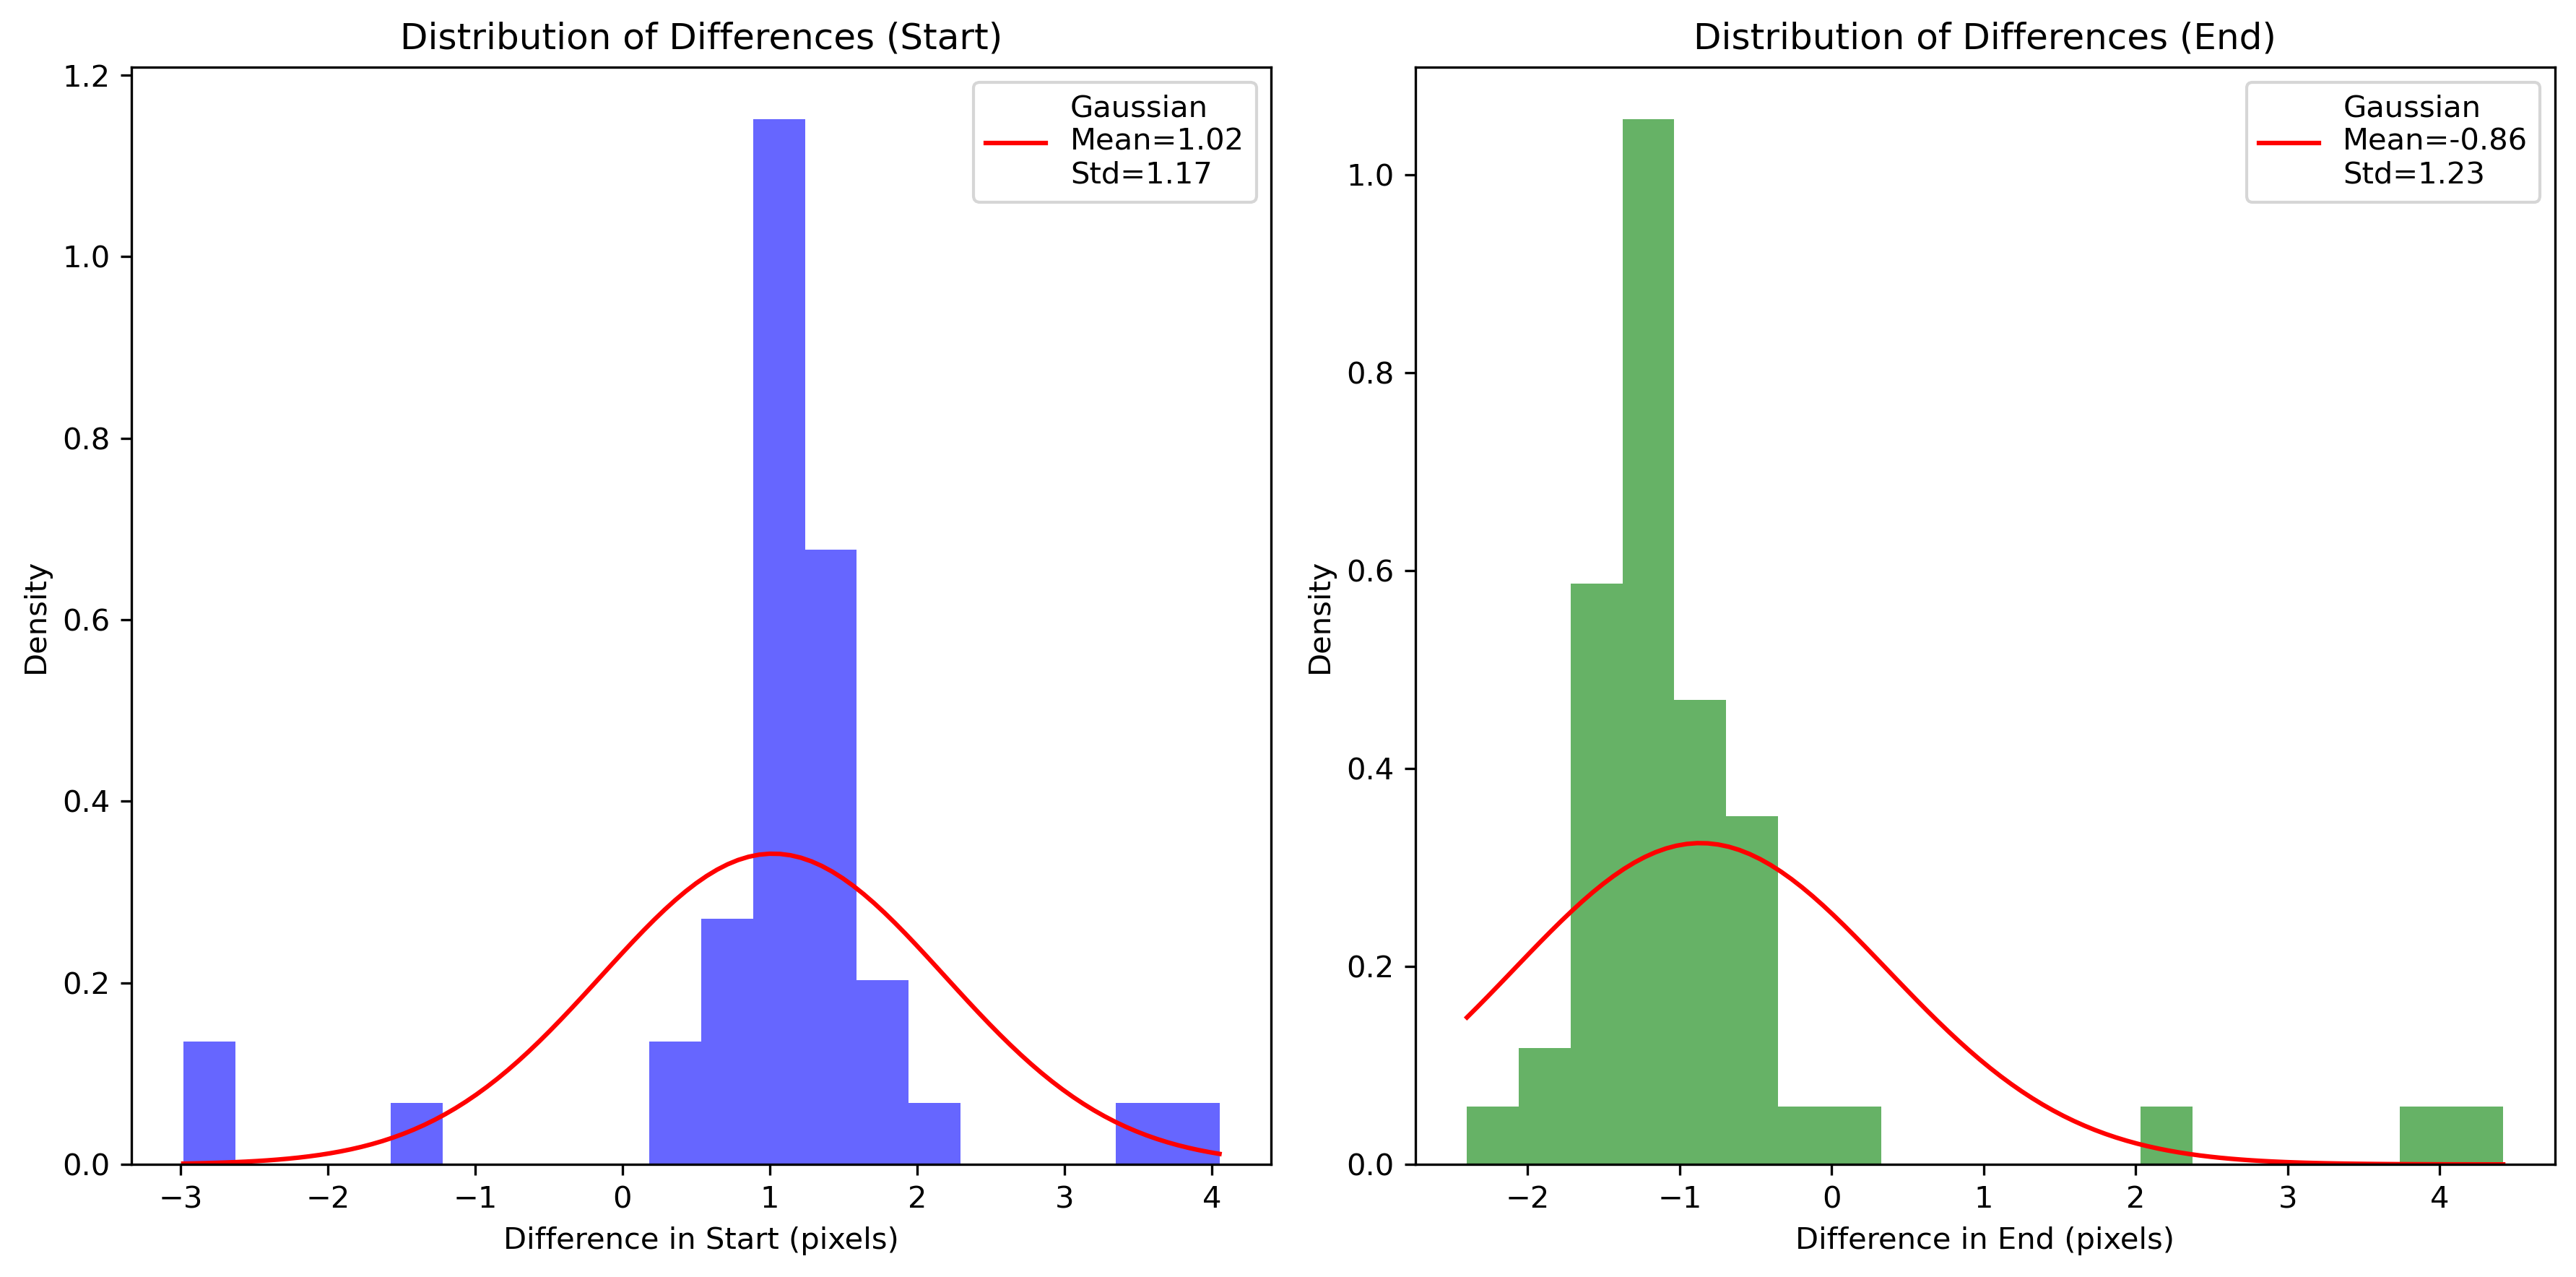 Distribution of Differences (Start)
1.2
1.0
0.8
0.6
0.4
0.2
0.0
Density
Gaussian
Mean=1.02
Std=1.17
−3
−2
−1
0
1
2
3
4
Difference in Start (pixels)
Distribution of Differences (End)
1.0
0.8
0.6
0.4
0.2
0.0
Density
Gaussian
Mean=-0.86
Std=1.23
−2
−1
0
1
2
3
4
Difference in End (pixels)